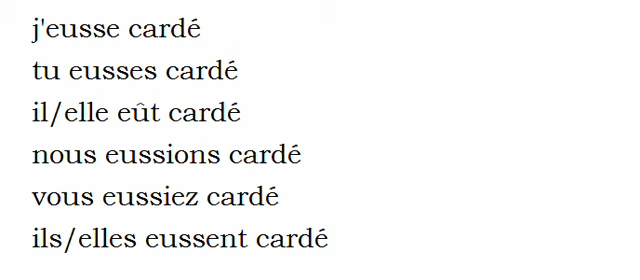 j'eusse cardé
tu eusses cardé
il/elle eût cardé
nous eussions cardé
vous eussiez cardé
ils/elles eussent cardé